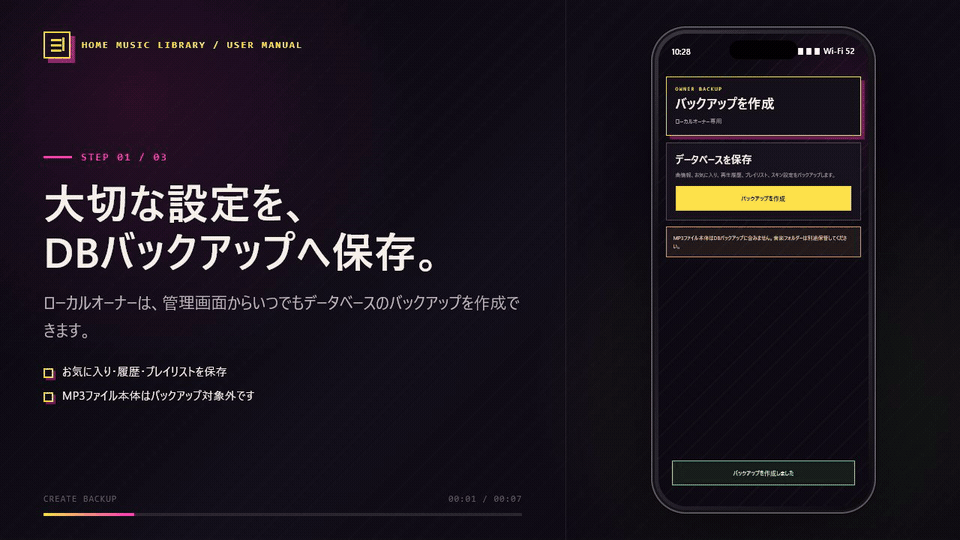 HOME MUSIC LIBRARY / USER MANUAL
STEP 01 / 03
大切な設定を、
DBバックアップへ保存。
ローカルオーナーは、管理画面からいつでもデータベースのバックアップを作成で
きます。
お気に入り・履歴・プレイリストを保存
MP3ファイル本体はバックアップ対象外です
CREATE BACKUP
00:01 / 00:07
10:28
Wi-Fi 52
OWNER BACKUP
バックアップを作成
ローカルオーナー専用
データベースを保存
曲情報、お気に入り、再生履歴、プレイリスト、スキン設定をバックアップします。
バックアップを作成
MP3ファイル本体はDBバックアップに含みません。音楽フォルダーは別途保管してくださ
い。
バックアップを作成しました